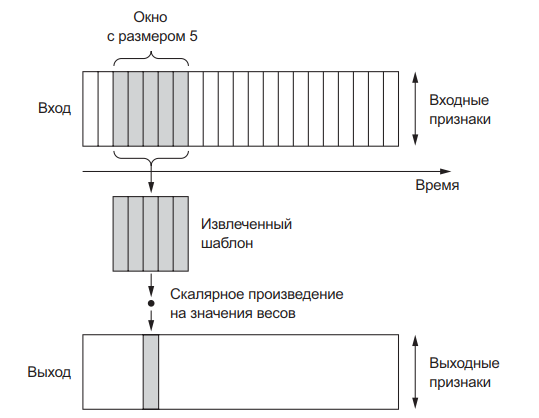 Окно
с размером 5
Вход
Входные
признаки
Время
Извлеченный
шаблон
Скалярное произведение
на значения весов
Выход
Выходные
признаки